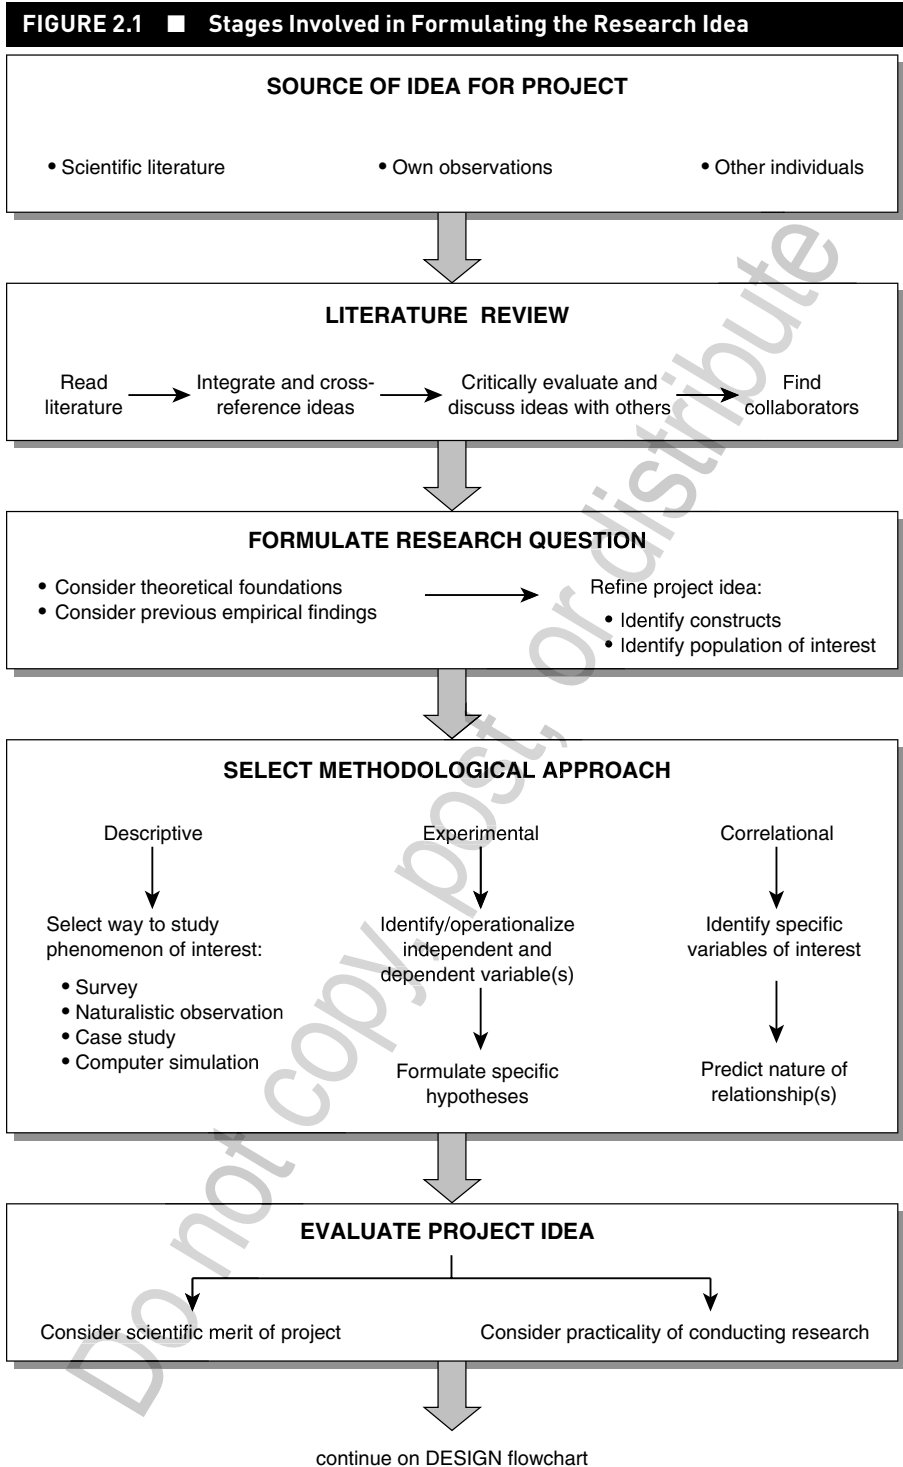 FIGURE 2.1 ■ Stages Involved in Formulating the Research Idea
SOURCE OF IDEA FOR PROJECT
• Scientific literature
• Own observations
• Other individuals
LITERATURE REVIEW
Read
literature
Integrate and cross-
reference ideas
Critically evaluate and
discuss ideas with others
Find
collaborators
FORMULATE RESEARCH QUESTION
• Consider theoretical foundations
• Consider previous empirical findings
Refine project idea:
• Identify constructs
• Identify population of interest
SELECT METHODOLOGICAL APPROACH
Descriptive
Select way to study
phenomenon of interest:
• Survey
• Naturalistic observation
• Case study
• Computer simulation
Experimental
Identify/operationalize
independent and
dependent variable(s)
Formulate specific
hypotheses
Correlational
Identify specific
variables of interest
Predict nature of
relationship(s)
EVALUATE PROJECT IDEA
Consider scientific merit of project
Consider practicality of conducting research
continue on DESIGN flowchart
Do not copy, post, or distribute